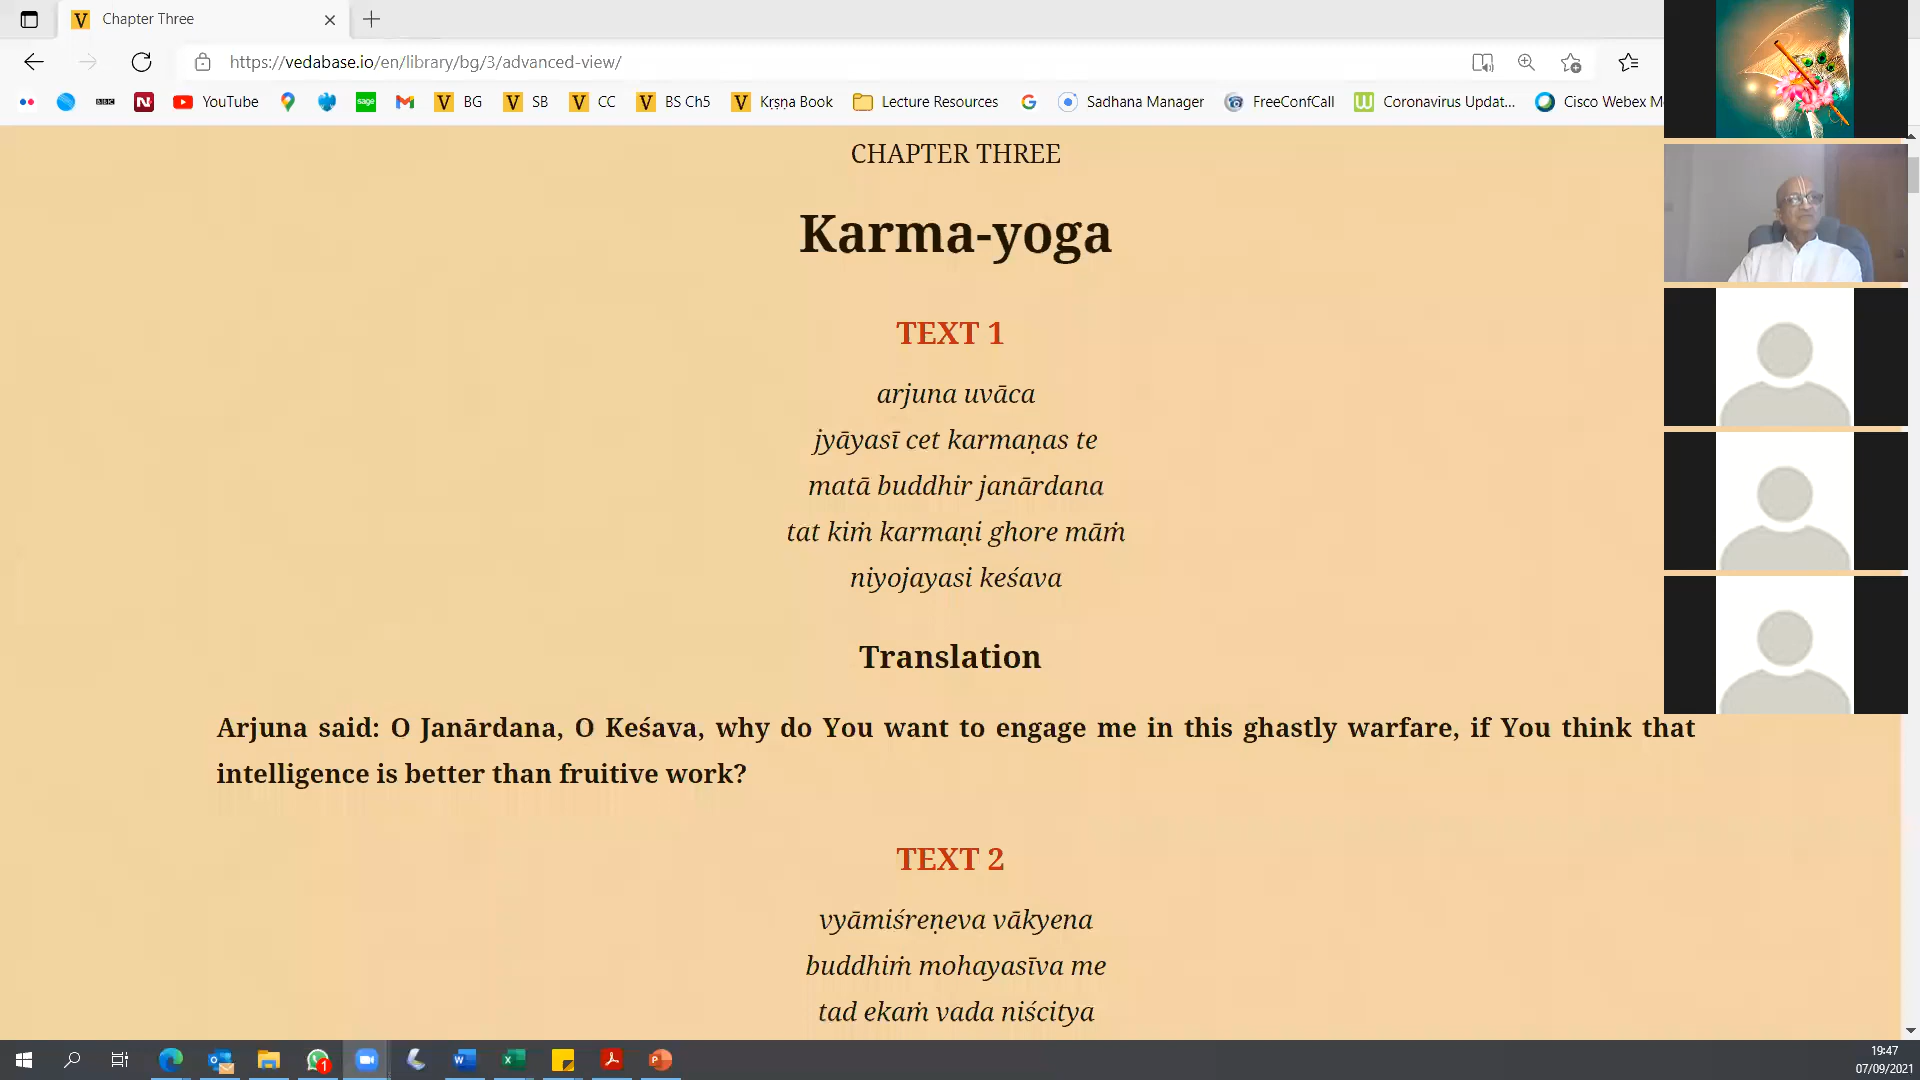 Chapter Three
https://vedabase.io/en/library/bg/3/advanced-view/
BBC
N
YouTube
sage
BG
SB
CC
BS Ch5
Kṛṣṇa Book
Lecture Resources
Sadhana Manager
FreeConfCall
Coronavirus Updat...
Cisco Webex M
CHAPTER THREE
Karma-yoga
TEXT 1
arjuna uvāca
jyāyasī cet karmaṇas te
matā buddhir janārdana
tat kiṁ karmaṇi ghore māṁ
niyojayasi keśava
Translation
Arjuna said: O Janārdana, O Keśava, why do You want to engage me in this ghastly warfare, if You think that
intelligence is better than fruitive work?
TEXT 2
vyāmiśreṇeva vākyena
buddhiṁ mohayasīva me
tad ekaṁ vada niścitya
19:47
07/09/2021